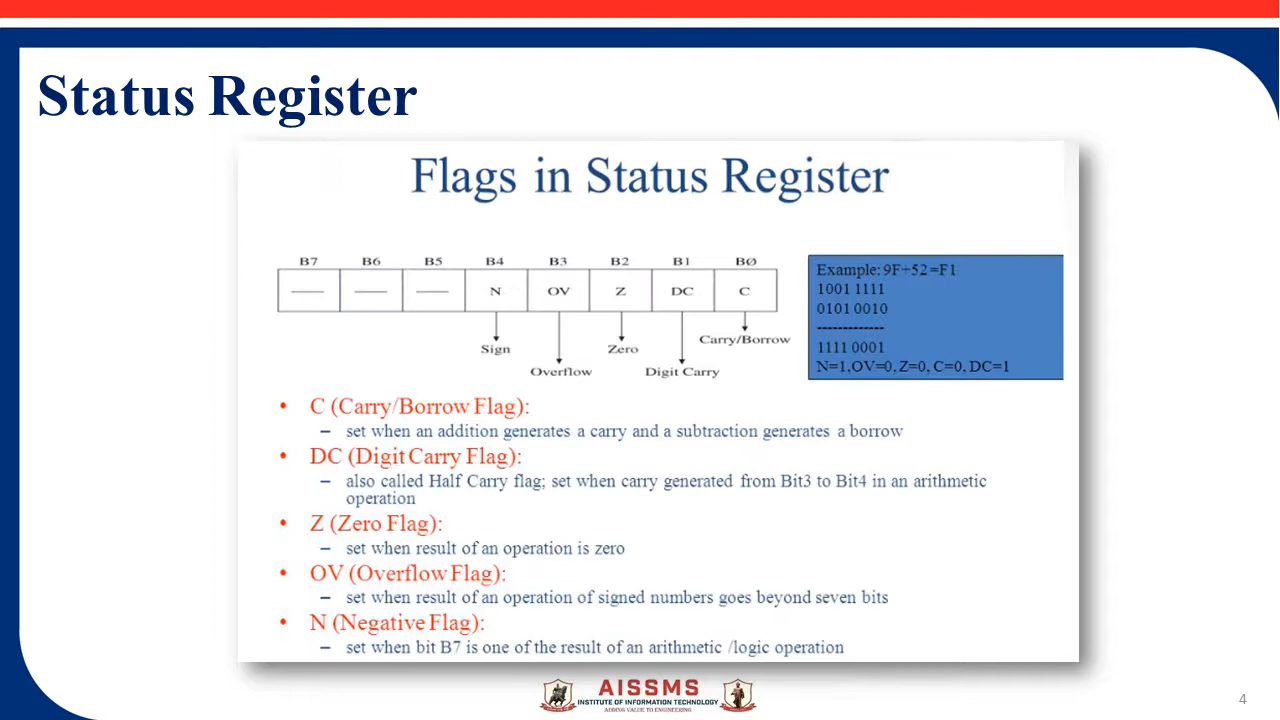 Status Register
Flags in Status Register
B7 B6 B5 B4 B3 B2 B1 BØ
— — — N OV Z DC C
Sign
Overflow
Zero
Digit Carry
Carry/Borrow
Example: 9F+52 =F1
1001 1111
0101 0010
-------------
1111 0001
N=1,OV=0, Z=0, C=0, DC=1
• C (Carry/Borrow Flag):
– set when an addition generates a carry and a subtraction generates a borrow
• DC (Digit Carry Flag):
– also called Half Carry flag; set when carry generated from Bit3 to Bit4 in an arithmetic
operation
• Z (Zero Flag):
– set when result of an operation is zero
• OV (Overflow Flag):
– set when result of an operation of signed numbers goes beyond seven bits
• N (Negative Flag):
– set when bit B7 is one of the result of an arithmetic /logic operation
AISSMS
INSTITUTE OF INFORMATION TECHNOLOGY
ADDING VALUE TO ENGINEERING
4